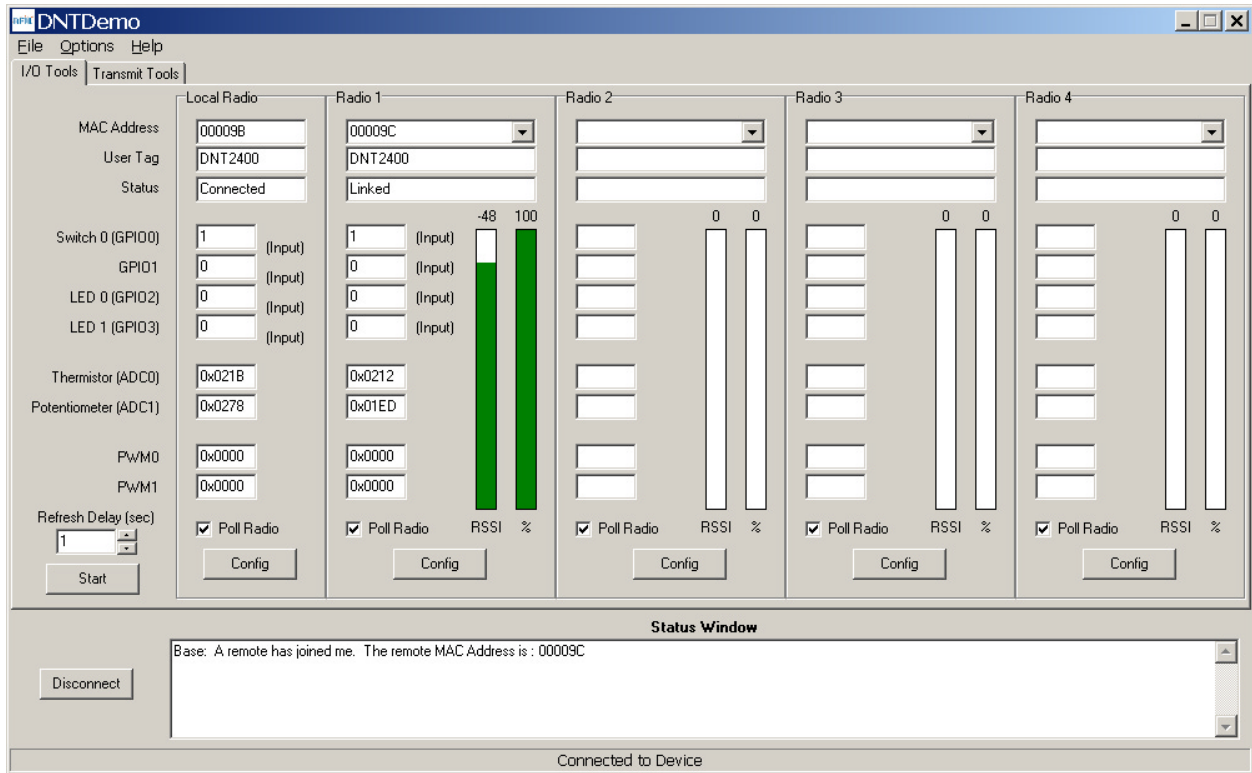 DNTDemo
File Options Help
I/O Tools Transmit Tools
Local Radio Radio 1 Radio 2 Radio 3 Radio 4
MAC Address 00009B 00009C
User Tag DNT2400 DNT2400
Status Connected Linked
-48 100 0 0 0 0 0 0
Switch 0 (GPIO0) 1 (Input) 1 (Input)
GPIO1 0 (Input) 0 (Input)
LED 0 (GPIO2) 0 (Input) 0 (Input)
LED 1 (GPIO3) 0 (Input) 0 (Input)
Thermistor (ADC0) 0x021B 0x0212
Potentiometer (ADC1) 0x0278 0x01ED
PWM0 0x0000 0x0000
PWM1 0x0000 0x0000
Refresh Delay (sec)
1
Poll Radio Poll Radio RSSI % Poll Radio RSSI % Poll Radio RSSI % Poll Radio RSSI %
Start Config Config Config Config Config
Status Window
Base: A remote has joined me. The remote MAC Address is : 00009C
Disconnect
Connected to Device